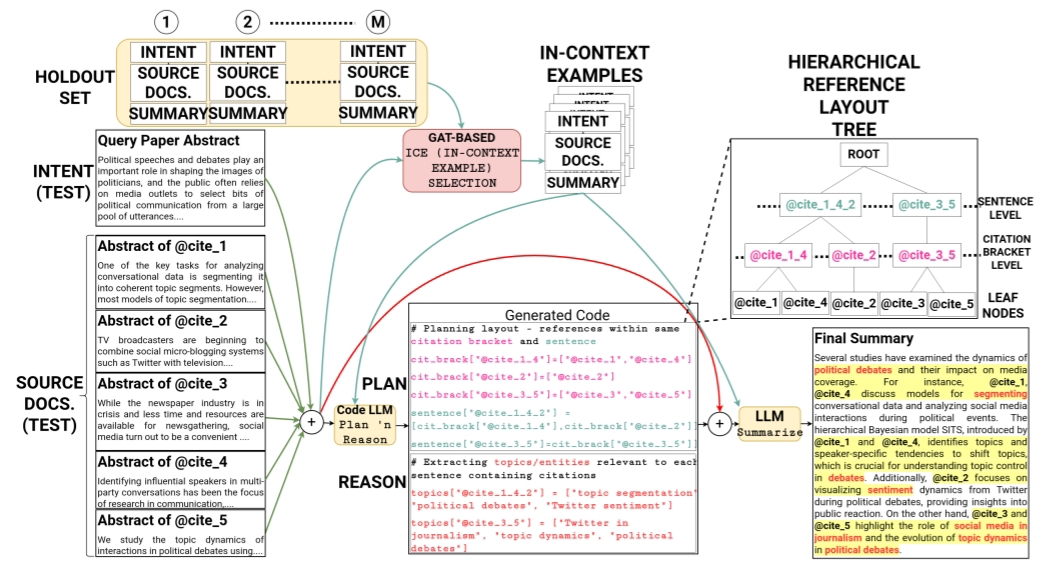 1 2 M
HOLDOUT
SET
INTENT INTENT INTENT
SOURCE SOURCE SOURCE
DOCS. DOCS. DOCS.
SUMMARY SUMMARY SUMMARY
IN-CONTEXT
EXAMPLES
INTENT
INTENT
INTENT
INTENT
SOURCE
DOCS.
SUMMARY
GAT-BASED
ICE (IN-CONTEXT
EXAMPLE)
SELECTION
HIERARCHICAL
REFERENCE
LAYOUT
TREE
ROOT
@cite_1_4_2 @cite_3_5
SENTENCE
LEVEL
@cite_1_4 @cite_2 @cite_3_5
CITATION
BRACKET
LEVEL
@cite_1 @cite_4 @cite_2 @cite_3 @cite_5
LEAF
NODES
INTENT
(TEST)
Query Paper Abstract
Political speeches and debates play an
important role in shaping the images of
politicians, and the public often relies
on media outlets to select bits of
political communication from a large
pool of utterances....
SOURCE
DOCS.
(TEST)
Abstract of @cite_1
One of the key tasks for analyzing
conversational data is segmenting it
into coherent topic segments. However,
most models of topic segmentation....
Abstract of @cite_2
TV broadcasters are beginning to
combine social micro-blogging systems
such as Twitter with television....
Abstract of @cite_3
While the newspaper industry is in
crisis and less time and resources are
available for newsgathering, social
media turn out to be a convenient ....
Abstract of @cite_4
Identifying influential speakers in multi-
party conversations has been the focus
of research in communication,....
Abstract of @cite_5
We study the topic dynamics of
interactions in political debates using....
+
Code LLM
Plan 'n
Reason
PLAN
REASON
Generated Code
# Planning layout - references within same
citation bracket and sentence
cit_brack["@cite_1_4"]=["@cite_1","@cite_4"]
cit_brack["@cite_2"]=["@cite_2"]
cit_brack["@cite_3_5"]=["@cite_3","@cite_5"]
sentence["@cite_1_4_2"] =
[cit_brack["@cite_1_4"],cit_brack["@cite_2"]]
sentence["@cite_3_5"]=cit_brack["@cite_3_5"]]
# Extracting topics/entities relevant to each
sentence containing citations
topics["@cite_1_4_2"] = ["topic segmentation"
"political debates", "Twitter sentiment"]
topics["@cite_3_5"] = ["Twitter in
journalism", "topic dynamics", "political
debates"]
+
LLM
Summarize
Final Summary
Several studies have examined the dynamics of
political debates and their impact on media
coverage. For instance, @cite_1,
@cite_4 discuss models for segmenting
conversational data and analyzing social media
interactions during political events. The
hierarchical Bayesian model SITS, introduced by
@cite_1 and @cite_4, identifies topics and
speaker-specific tendencies to shift topics,
which is crucial for understanding topic control
in debates. Additionally, @cite_2 focuses on
visualizing sentiment dynamics from Twitter
during political debates, providing insights into
public reaction. On the other hand, @cite_3 and
@cite_5 highlight the role of social media in
journalism and the evolution of topic dynamics
in political debates.